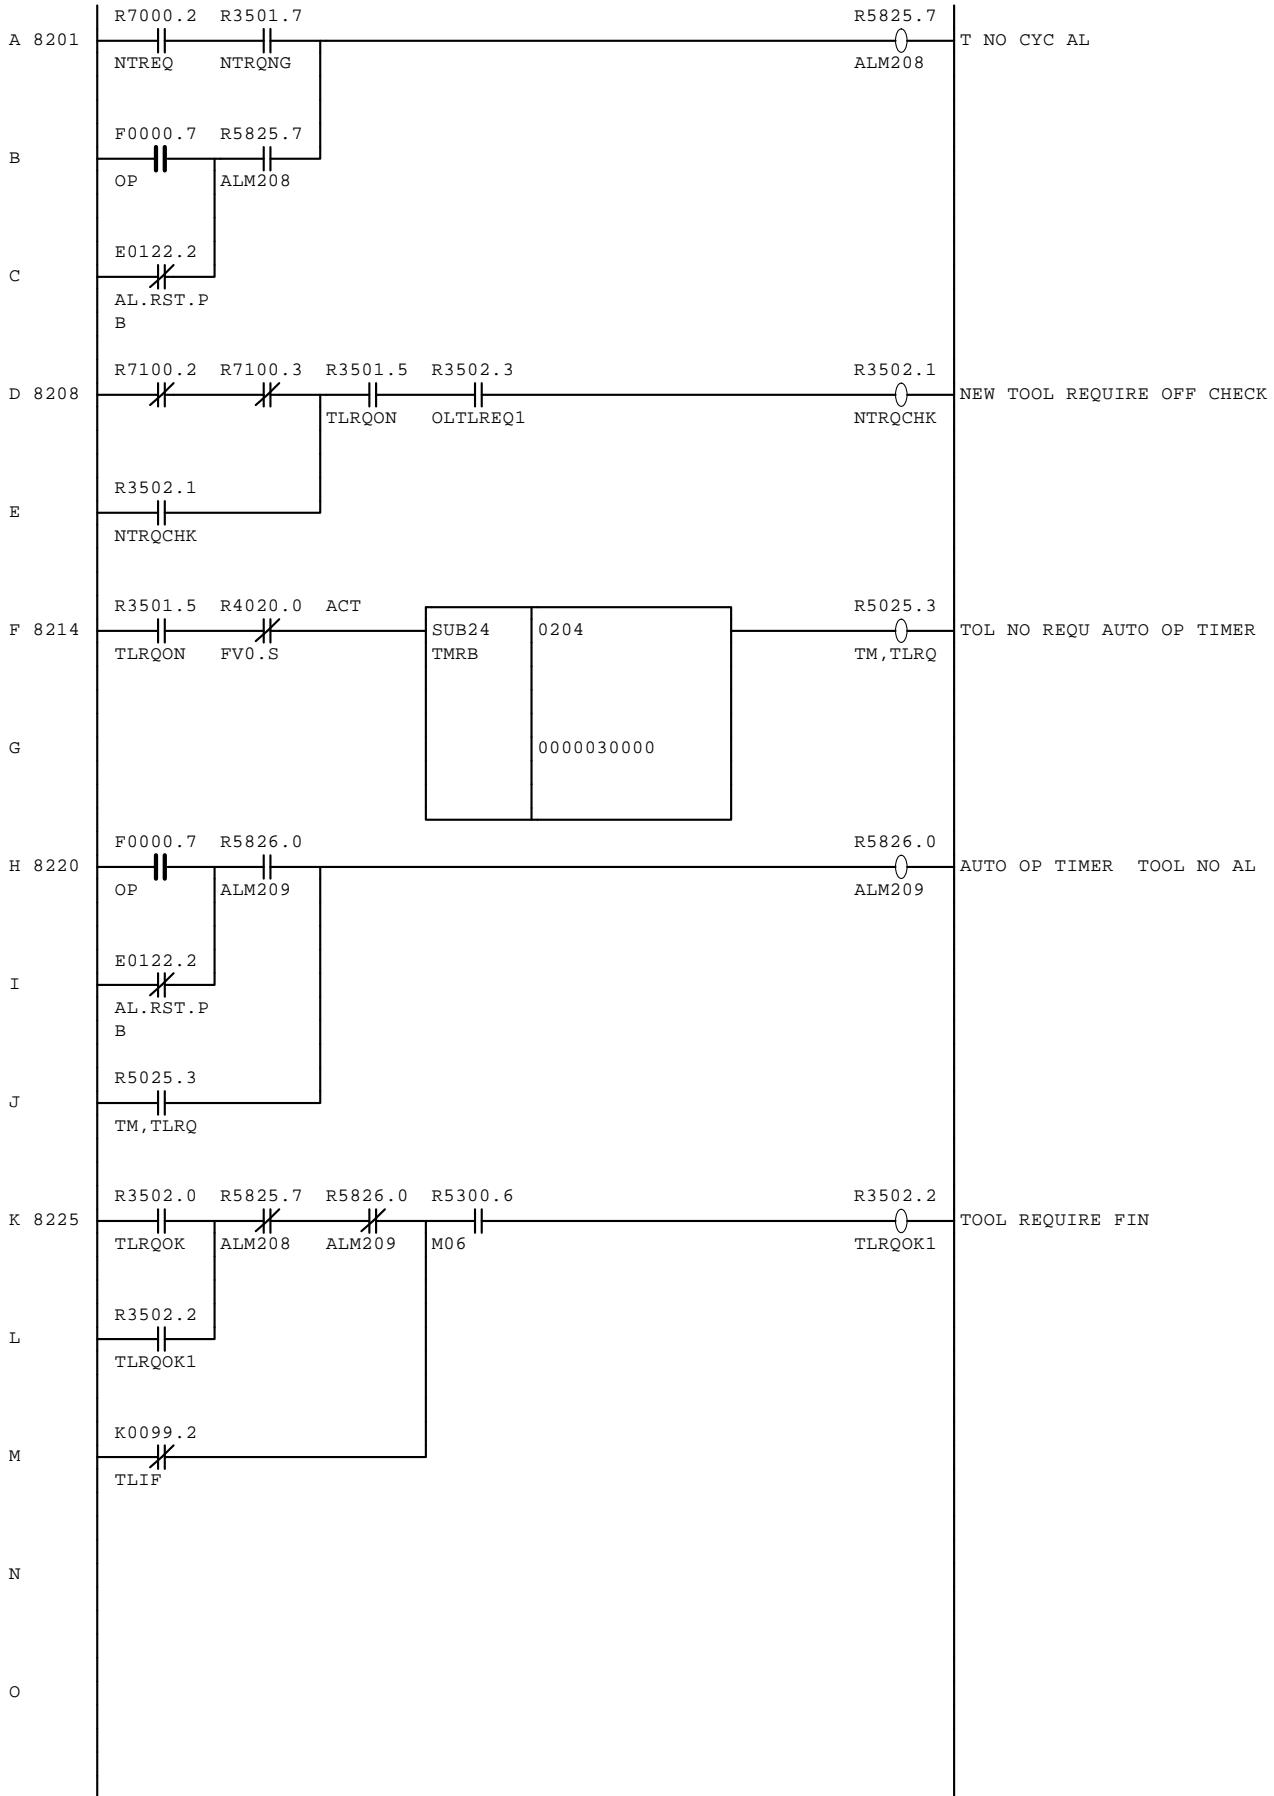 R7000.2 R3501.7 R5825.7
A 8201 T NO CYC AL
NTREQ NTRQNG ALM208
F0000.7 R5825.7
B
OP ALM208
E0122.2
C
AL.RST.P
B
R7100.2 R7100.3 R3501.5 R3502.3 R3502.1
D 8208 NEW TOOL REQUIRE OFF CHECK
TLRQON OLTLREQ1 NTRQCHK
R3502.1
E
NTRQCHK
R3501.5 R4020.0 ACT R5025.3
F 8214 SUB24 0204 TOL NO REQU AUTO OP TIMER
TLRQON FV0.S TMRB TM,TLRQ
G 0000030000
F0000.7 R5826.0 R5826.0
H 8220 AUTO OP TIMER TOOL NO AL
OP ALM209 ALM209
E0122.2
I
AL.RST.P
B
R5025.3
J
TM,TLRQ
R3502.0 R5825.7 R5826.0 R5300.6 R3502.2
K 8225 TOOL REQUIRE FIN
TLRQOK ALM208 ALM209 M06 TLRQOK1
R3502.2
L
TLRQOK1
K0099.2
M
TLIF
N
O